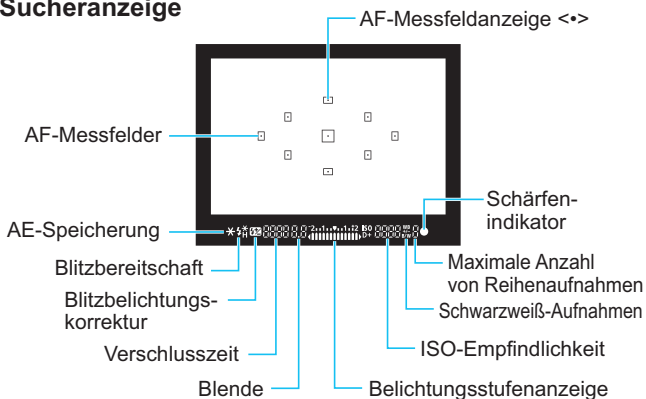 Sucheranzeige
AF-Messfeldanzeige <•>
AF-Messfelder
Schärfen-
indikator
AE-Speicherung
Blitzbereitschaft
Maximale Anzahl
von Reihenaufnahmen
Blitzbelichtungs-
korrektur
Schwarzweiß-Aufnahmen
Verschlusszeit
ISO-Empfindlichkeit
Blende
Belichtungsstufenanzeige